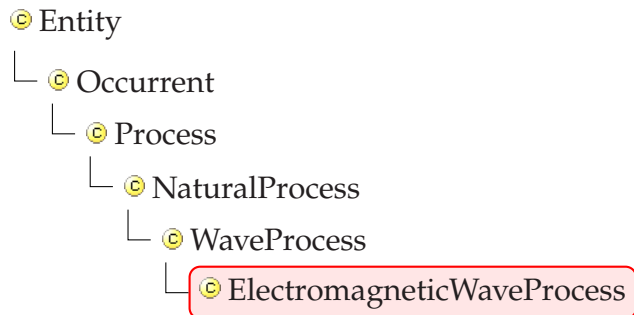 Entity
Occurrent
Process
NaturalProcess
WaveProcess
ElectromagneticWaveProcess